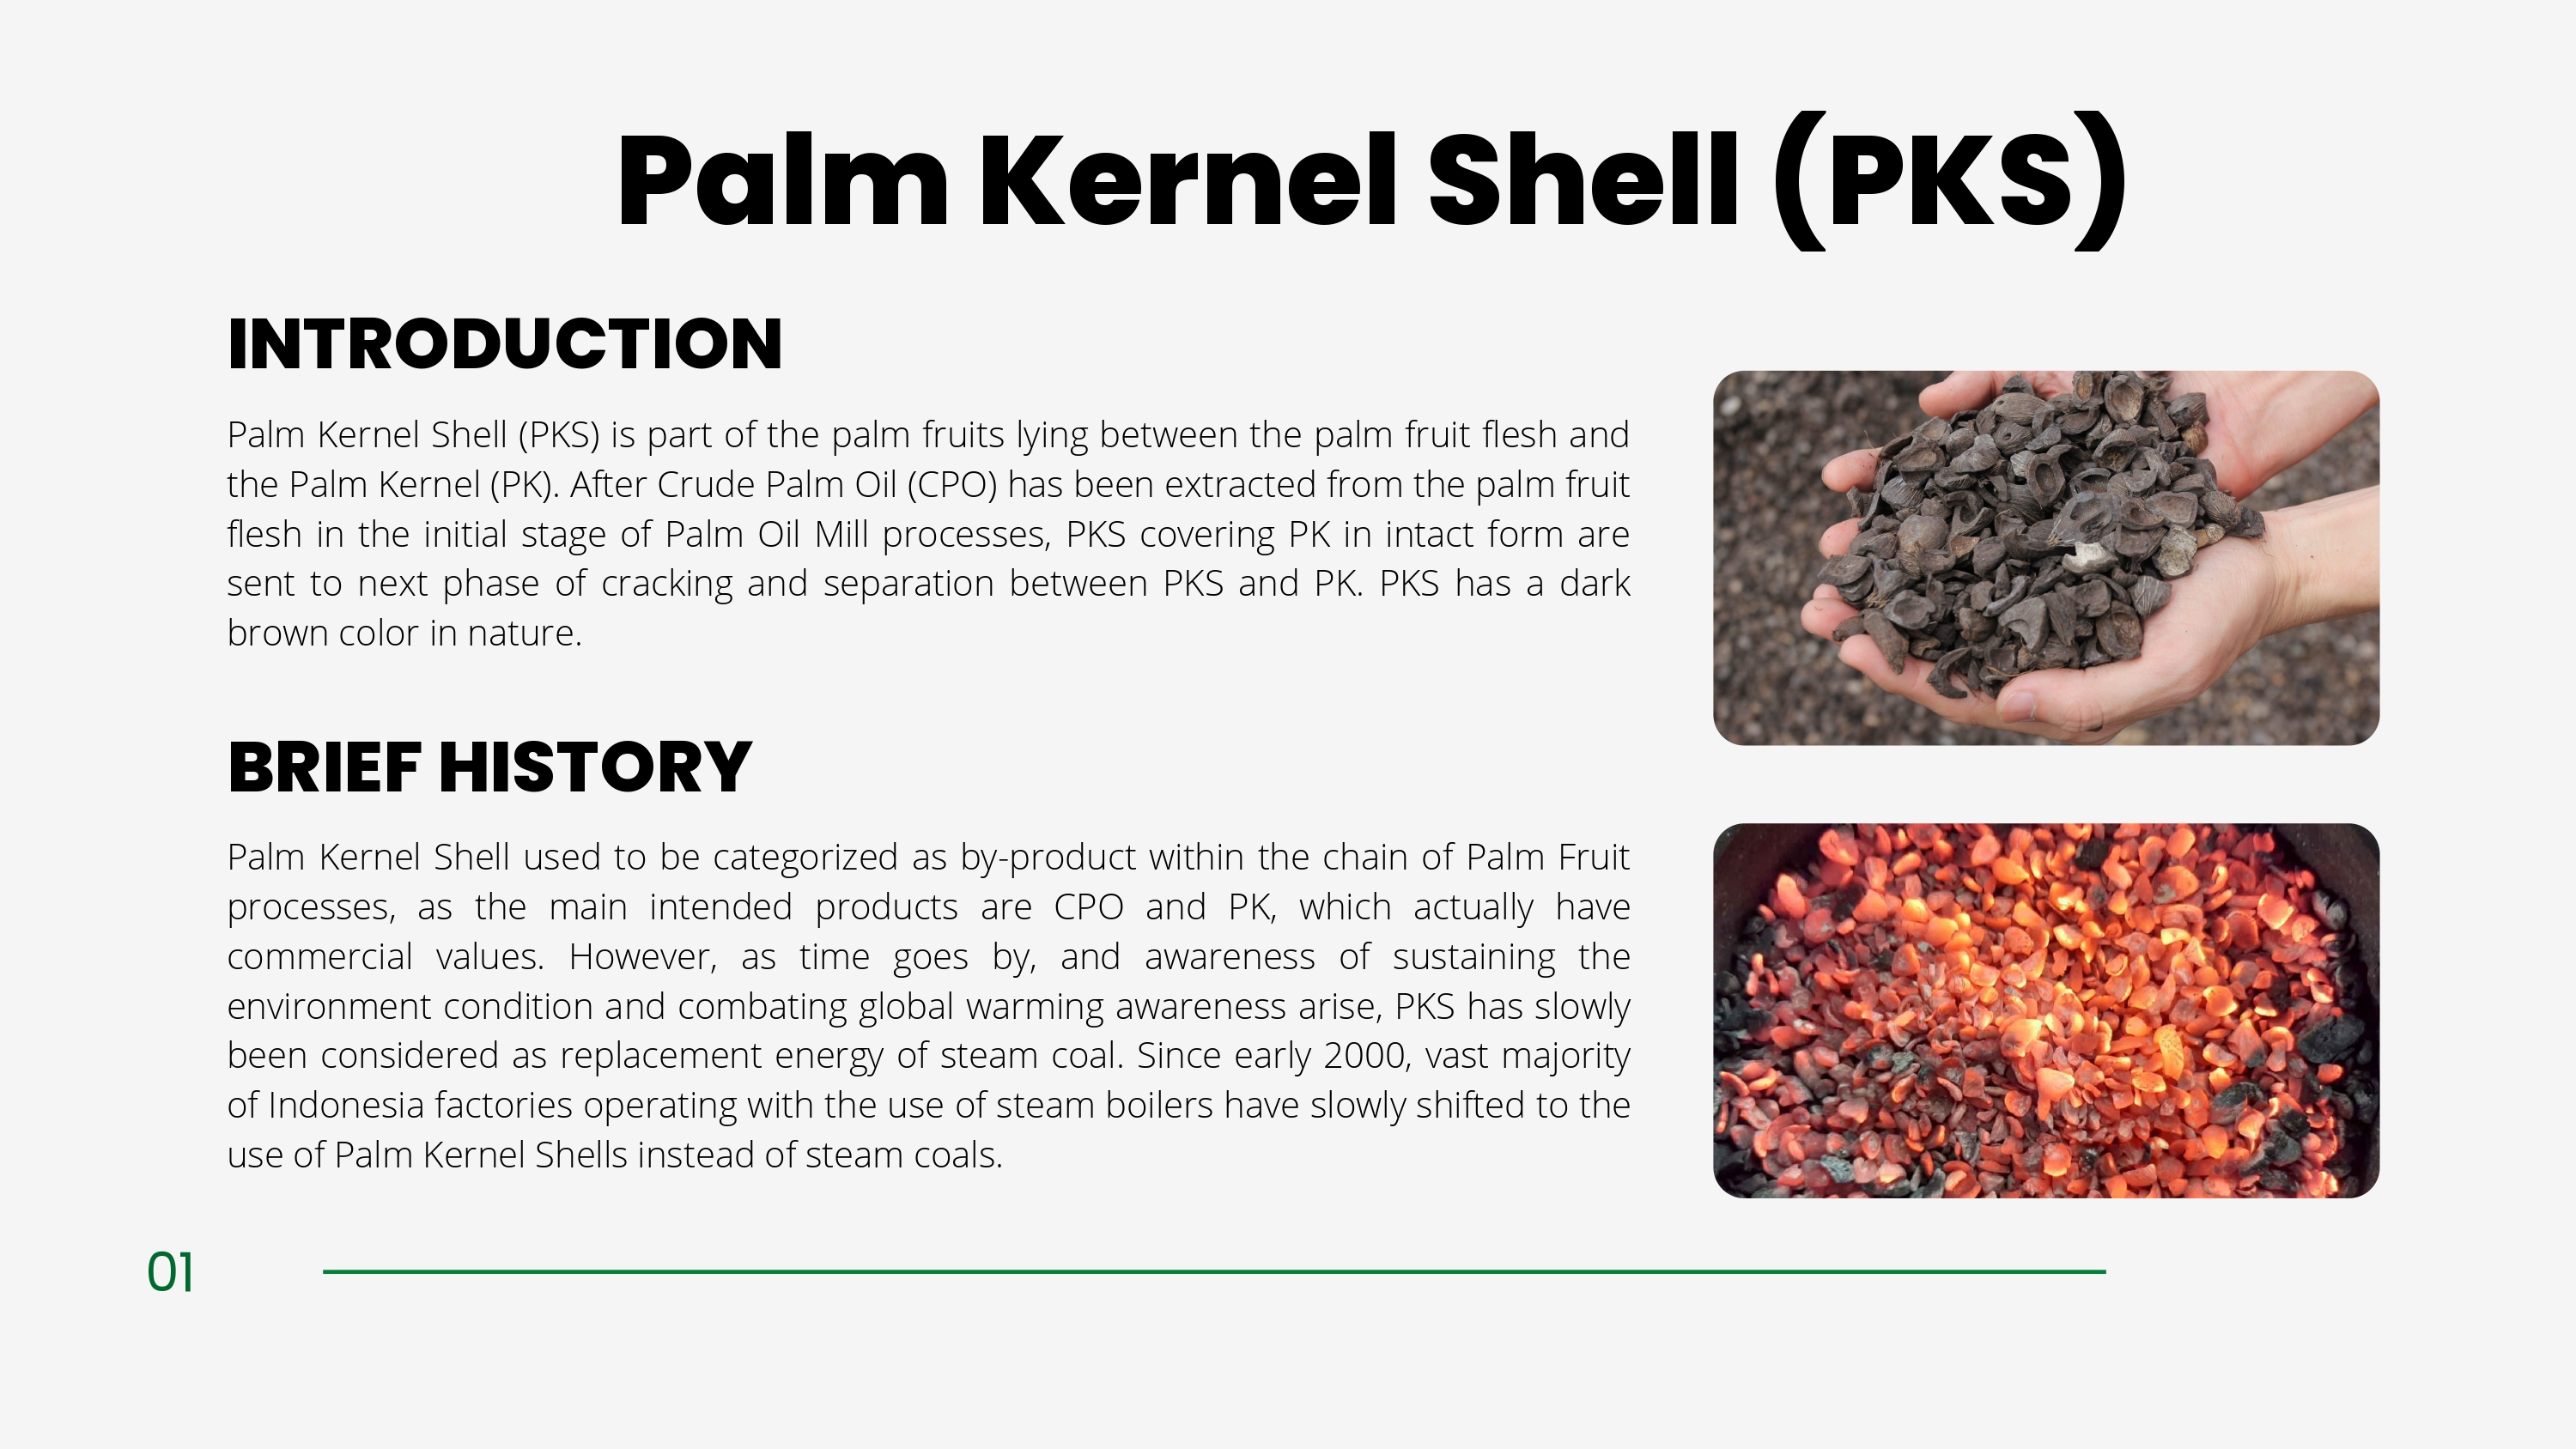 Palm Kernel Shell (PKS)
INTRODUCTION
Palm Kernel Shell (PKS) is part of the palm fruits lying between the palm fruit flesh and
the Palm Kernel (PK). After Crude Palm Oil (CPO) has been extracted from the palm fruit
flesh in the initial stage of Palm Oil Mill processes, PKS covering PK in intact form are
sent to next phase of cracking and separation between PKS and PK. PKS has a dark
brown color in nature.
BRIEF HISTORY
Palm Kernel Shell used to be categorized as by-product within the chain of Palm Fruit
processes, as the main intended products are CPO and PK, which actually have
commercial values. However, as time goes by, and awareness of sustaining the
environment condition and combating global warming awareness arise, PKS has slowly
been considered as replacement energy of steam coal. Since early 2000, vast majority
of Indonesia factories operating with the use of steam boilers have slowly shifted to the
use of Palm Kernel Shells instead of steam coals.
01